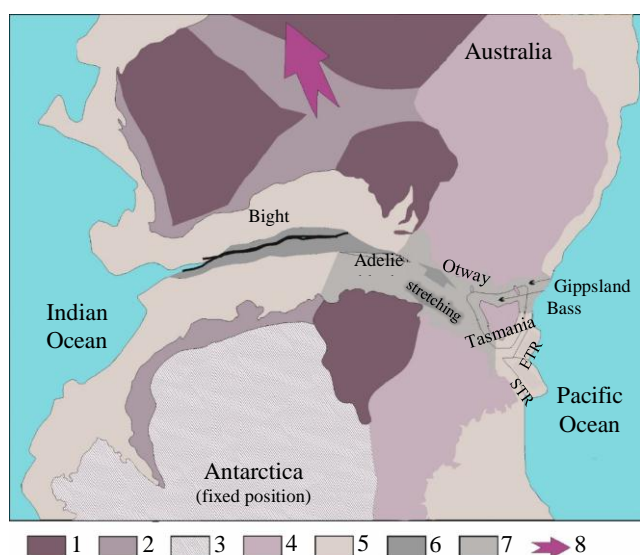 Australia
Bight
Adelie
Otway
stretching
Gippsland
Bass
Tasmania
Indian
Ocean
ETR
STR
Pacific
Ocean
Antarctica
(fixed position)
1 2 3 4 5 6 7 8